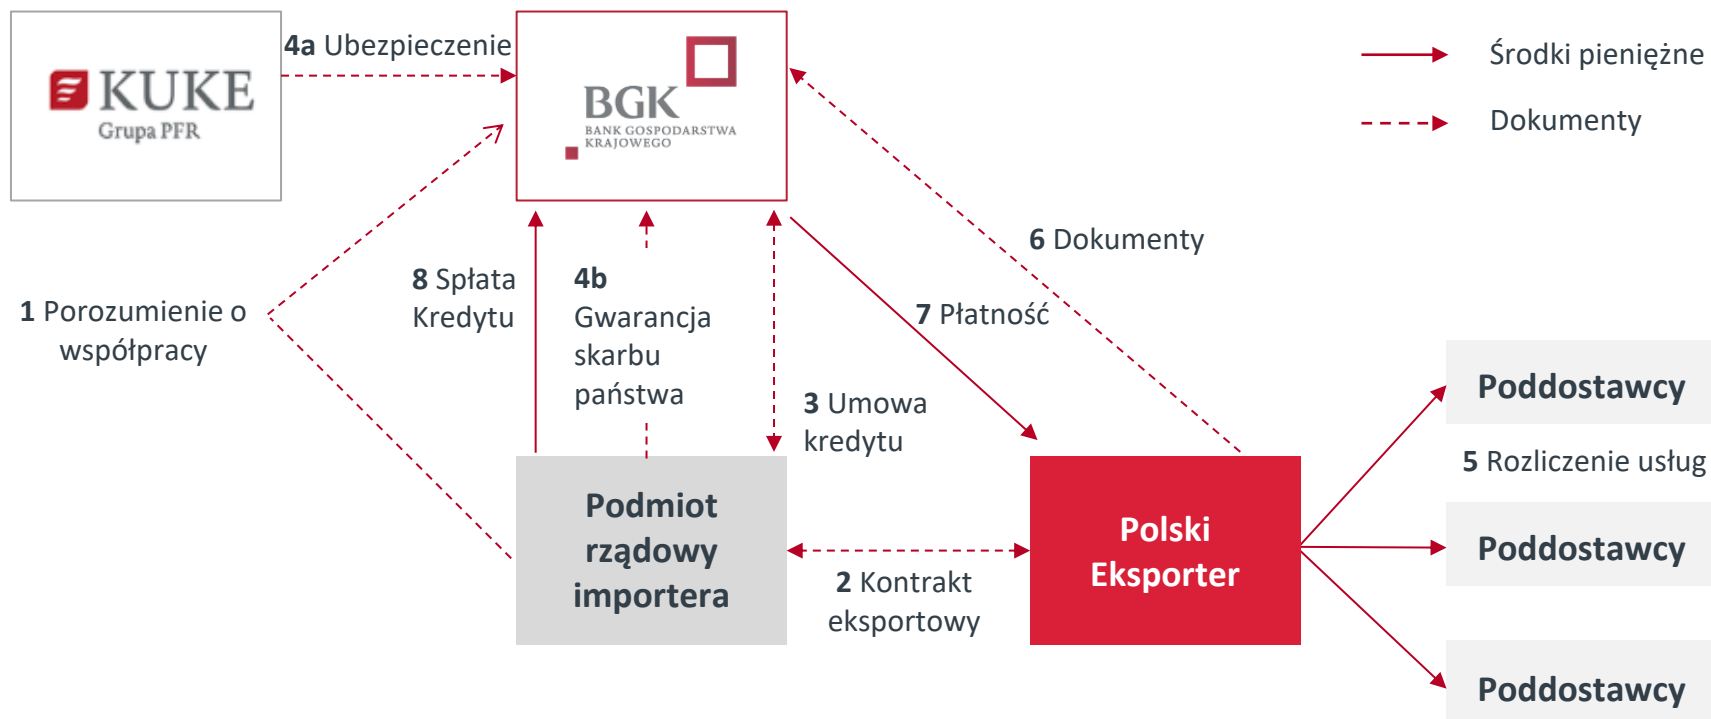 KUKE
Grupa PFR
4a Ubezpieczenie
BGK
BANK GOSPODARSTWA
KRAJOWEGO
Środki pieniężne
Dokumenty
1 Porozumienie o
współpracy
8 Spłata
Kredytu
4b
Gwarancja
skarbu
państwa
3 Umowa
kredytu
6 Dokumenty
7 Płatność
Podmiot
rządowy
importera
2 Kontrakt
eksportowy
Polski
Eksporter
Poddostawcy
5 Rozliczenie usług
Poddostawcy
Poddostawcy